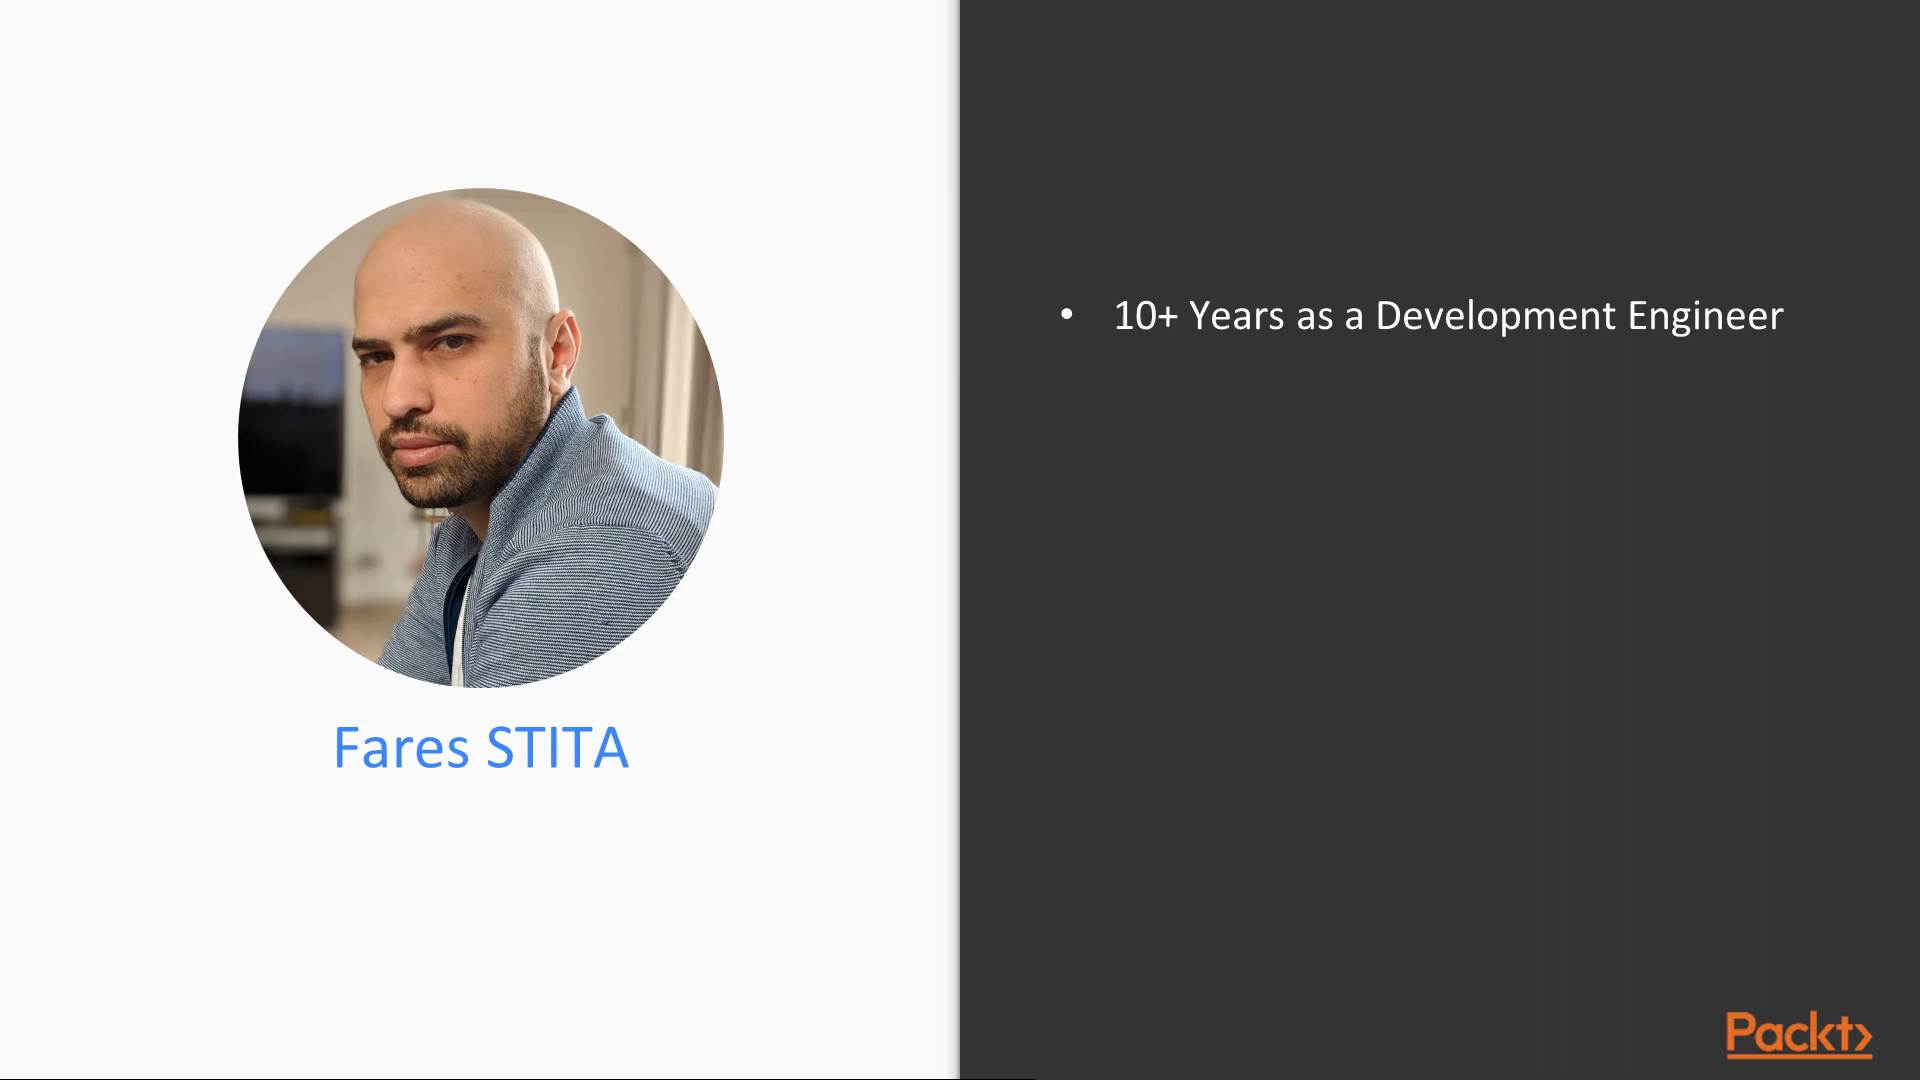 Fares STITA
• 10+ Years as a Development Engineer
Packt>